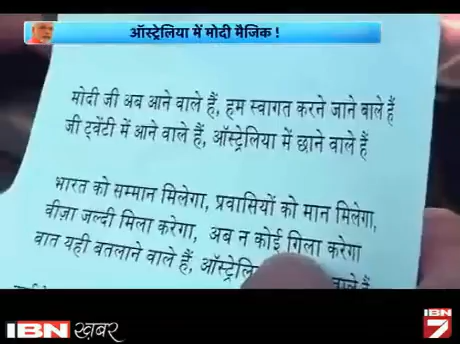 ऑस्ट्रेलिया में मोदी मैजिक !
मोदी जी अब आने वाले हैं, हम स्वागत करने जाने वाले हैं
जी ट्वेंटी में आने वाले हैं, ऑस्ट्रेलिया में छाने वाले हैं
भारत को सम्मान मिलेगा, प्रवासियों को मान मिलेगा,
वीज़ा जल्दी मिला करेगा, अब न कोई गिला करेगा
बात यही बतलाने वाले हैं, वाले हैं
IBN खबर
IBN
7